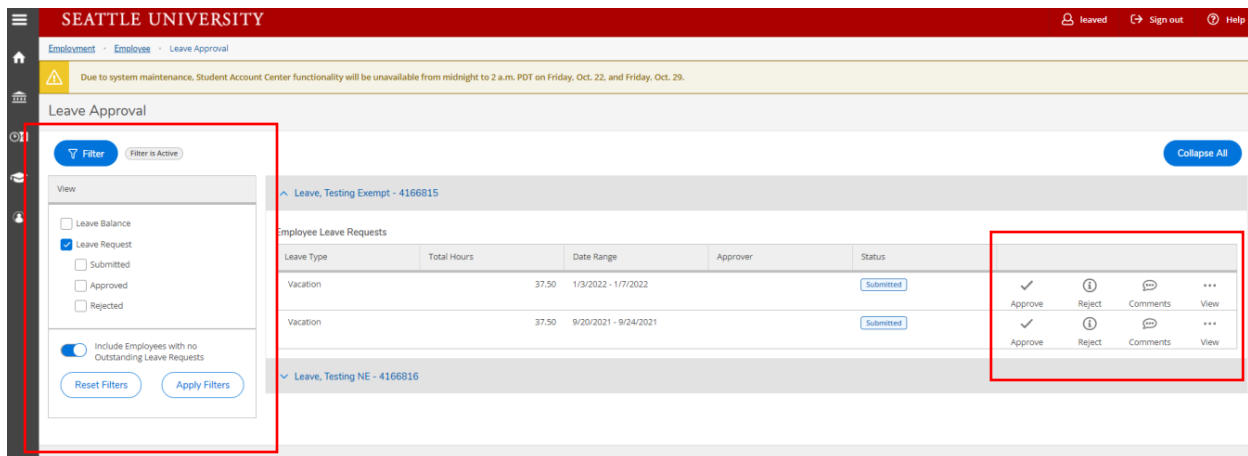 SEATTLE UNIVERSITY
leaved Sign out Help
Employment · Employee · Leave Approval
Due to system maintenance, Student Account Center functionality will be unavailable from midnight to 2 a.m. PDT on Friday, Oct. 22, and Friday, Oct. 29.
Leave Approval
Filter Filter is Active
Collapse All
View
Leave Balance
Leave Request
Submitted
Approved
Rejected
Include Employees with no
Outstanding Leave Requests
Reset Filters Apply Filters
Leave, Testing Exempt - 4166815
Employee Leave Requests
Leave Type Total Hours Date Range Approver Status
Vacation 37.50 1/3/2022 - 1/7/2022 Submitted
Approve Reject Comments View
Vacation 37.50 9/20/2021 - 9/24/2021 Submitted
Approve Reject Comments View
Leave, Testing NE - 4166816